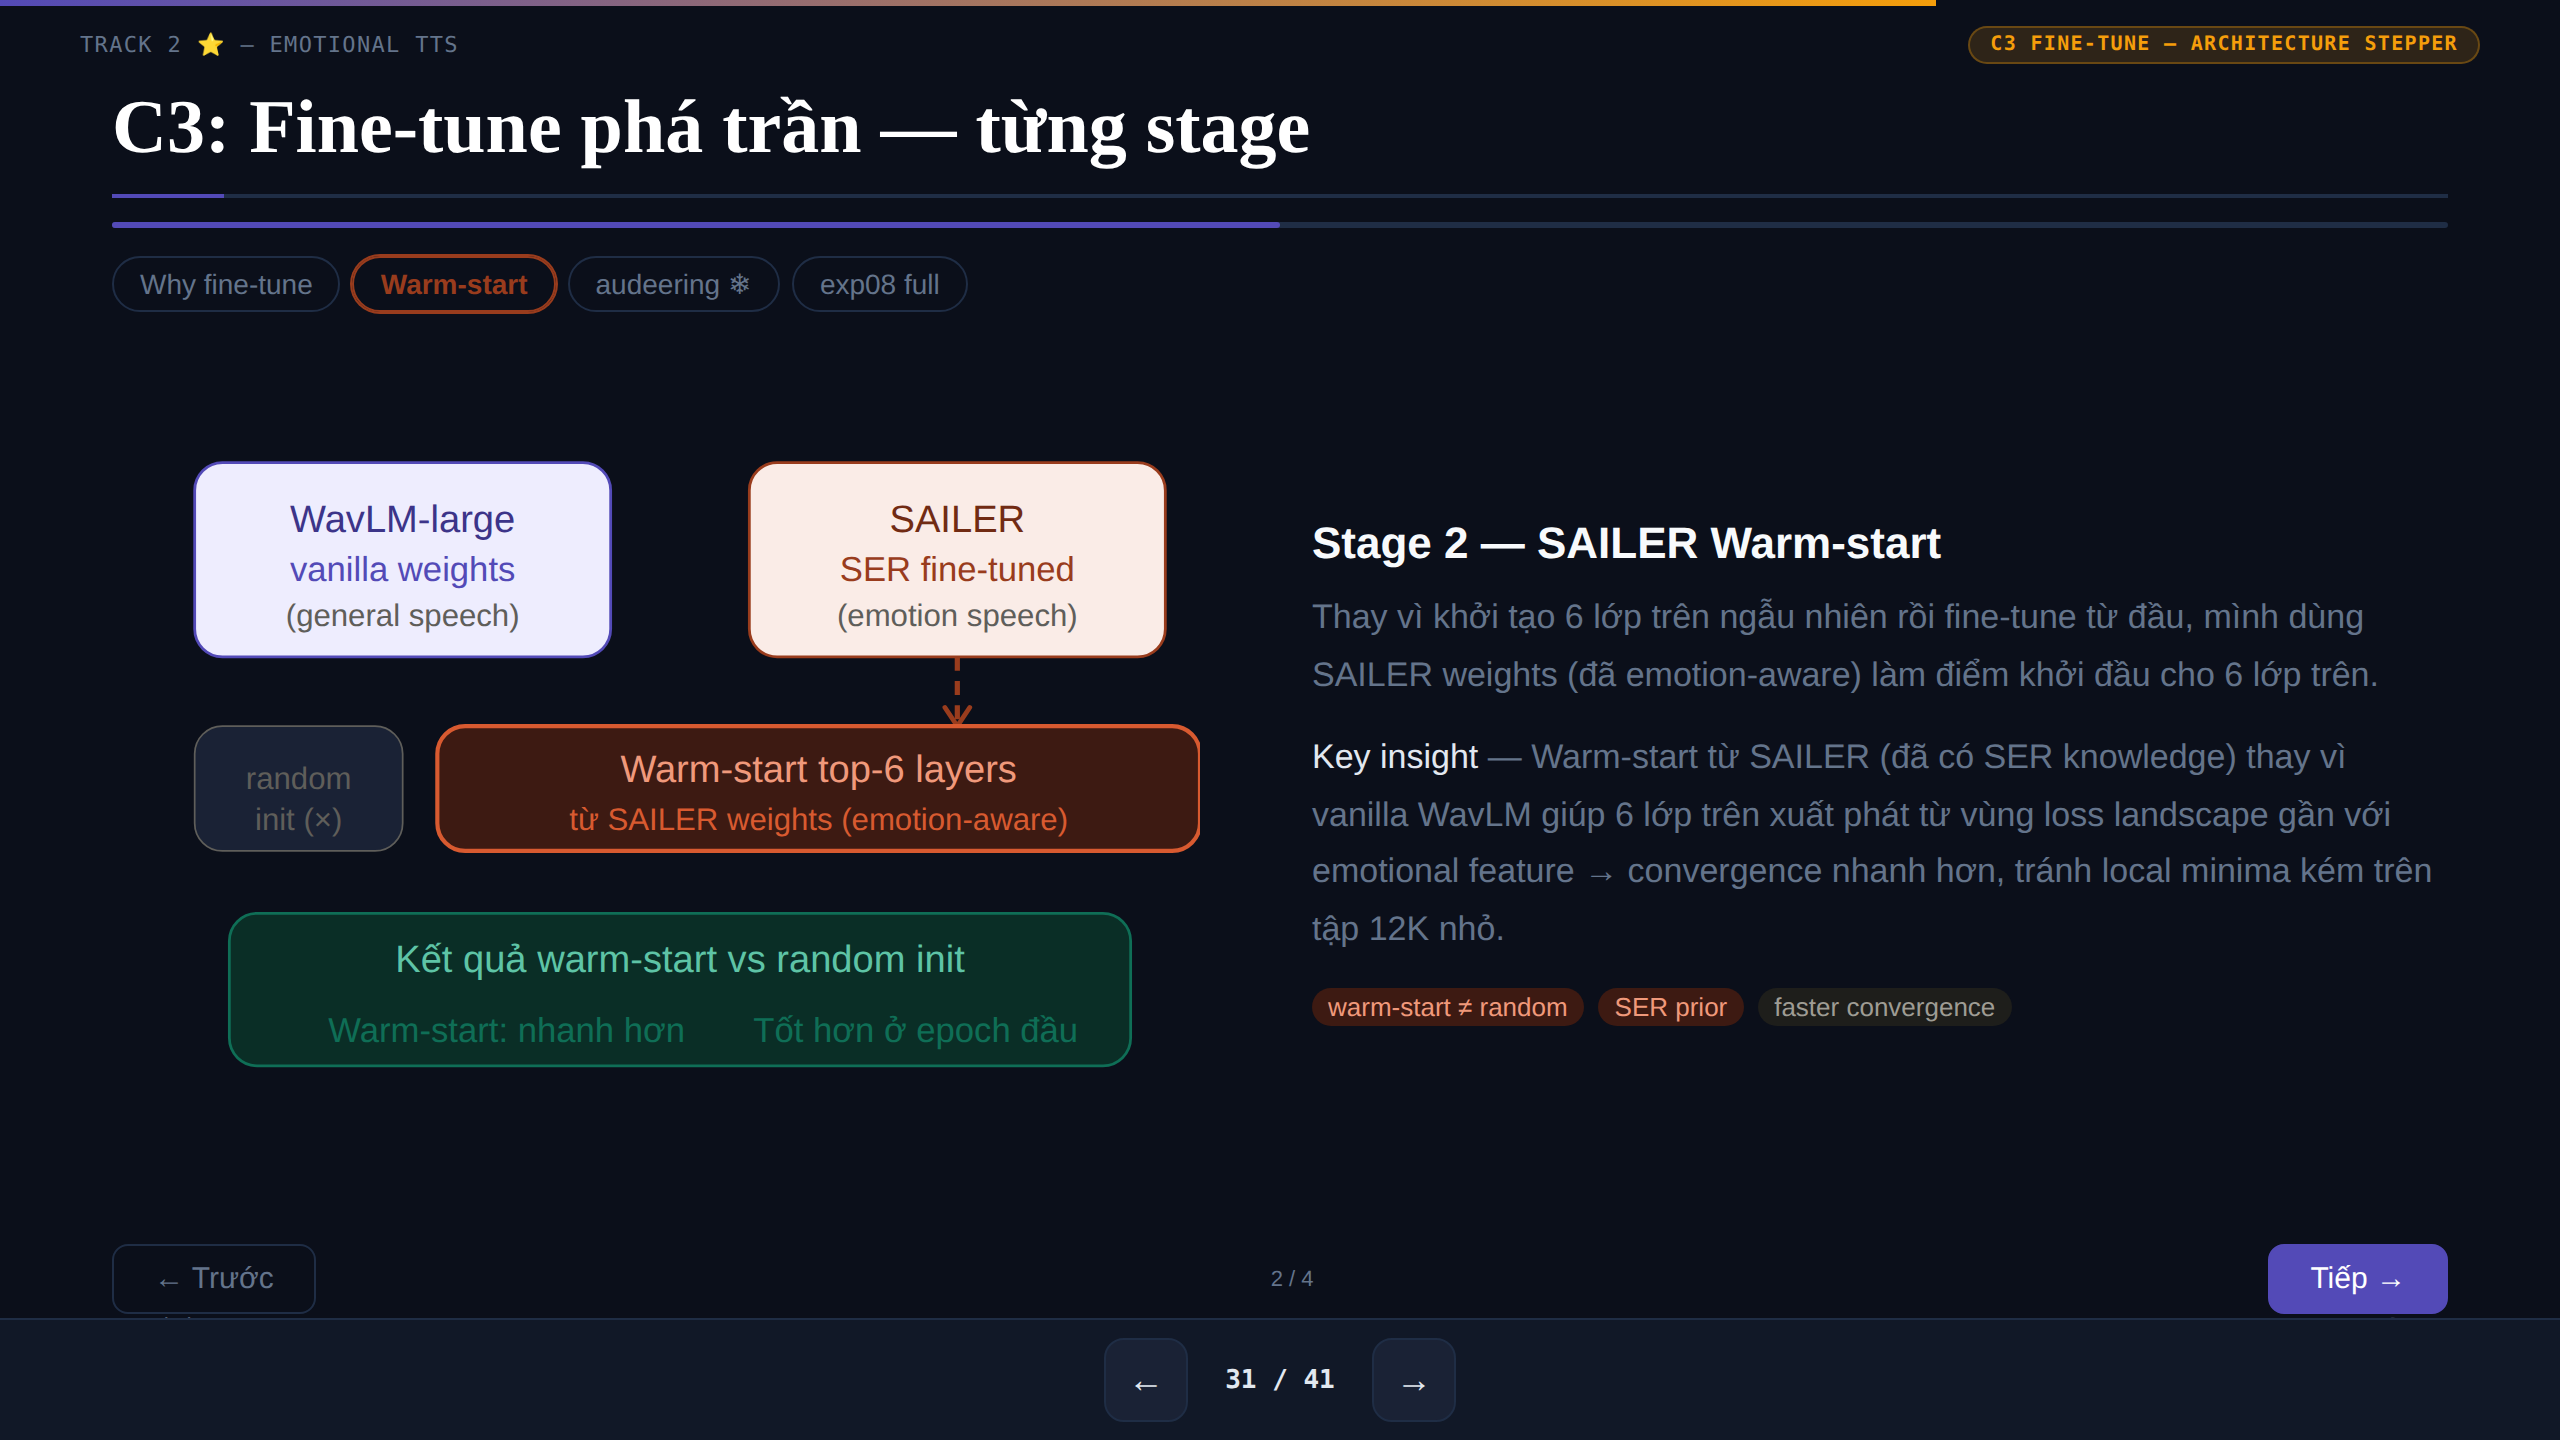 TRACK 2 ⭐ — EMOTIONAL TTS
C3 FINE-TUNE — ARCHITECTURE STEPPER
C3: Fine-tune phá trần — từng stage
Why fine-tune
Warm-start
audeering ❄
exp08 full
WavLM-large
vanilla weights
(general speech)
SAILER
SER fine-tuned
(emotion speech)
random
init (×)
Warm-start top-6 layers
từ SAILER weights (emotion-aware)
Kết quả warm-start vs random init
Warm-start: nhanh hơn
Tốt hơn ở epoch đầu
Stage 2 — SAILER Warm-start
Thay vì khởi tạo 6 lớp trên ngẫu nhiên rồi fine-tune từ đầu, mình dùng
SAILER weights (đã emotion-aware) làm điểm khởi đầu cho 6 lớp trên.
Key insight — Warm-start từ SAILER (đã có SER knowledge) thay vì
vanilla WavLM giúp 6 lớp trên xuất phát từ vùng loss landscape gần với
emotional feature → convergence nhanh hơn, tránh local minima kém trên
tập 12K nhỏ.
warm-start ≠ random
SER prior
faster convergence
← Trước
2 / 4
Tiếp →
←
31 / 41
→